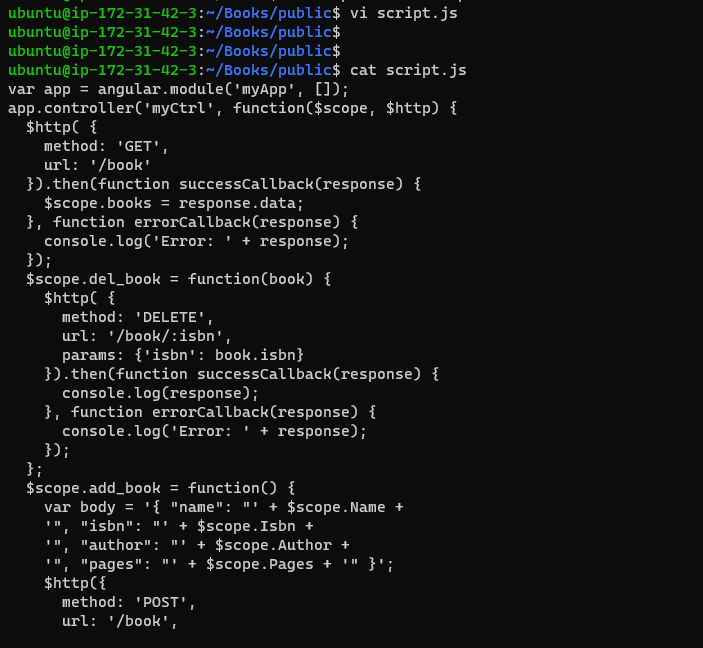 ubuntu@ip-172-31-42-3:~/Books/public$ vi script.js
ubuntu@ip-172-31-42-3:~/Books/public$
ubuntu@ip-172-31-42-3:~/Books/public$
ubuntu@ip-172-31-42-3:~/Books/public$ cat script.js
var app = angular.module('myApp', []);
app.controller('myCtrl', function($scope, $http) {
  $http( {
    method: 'GET',
    url: '/book'
  }).then(function successCallback(response) {
    $scope.books = response.data;
  }, function errorCallback(response) {
    console.log('Error: ' + response);
  });
  $scope.del_book = function(book) {
    $http( {
      method: 'DELETE',
      url: '/book/:isbn',
      params: {'isbn': book.isbn}
    }).then(function successCallback(response) {
      console.log(response);
    }, function errorCallback(response) {
      console.log('Error: ' + response);
    });
  };
  $scope.add_book = function() {
    var body = '{ "name": "' + $scope.Name +
    '", "isbn": "' + $scope.Isbn +
    '", "author": "' + $scope.Author +
    '", "pages": "' + $scope.Pages + '" }';
    $http({
      method: 'POST',
      url: '/book',